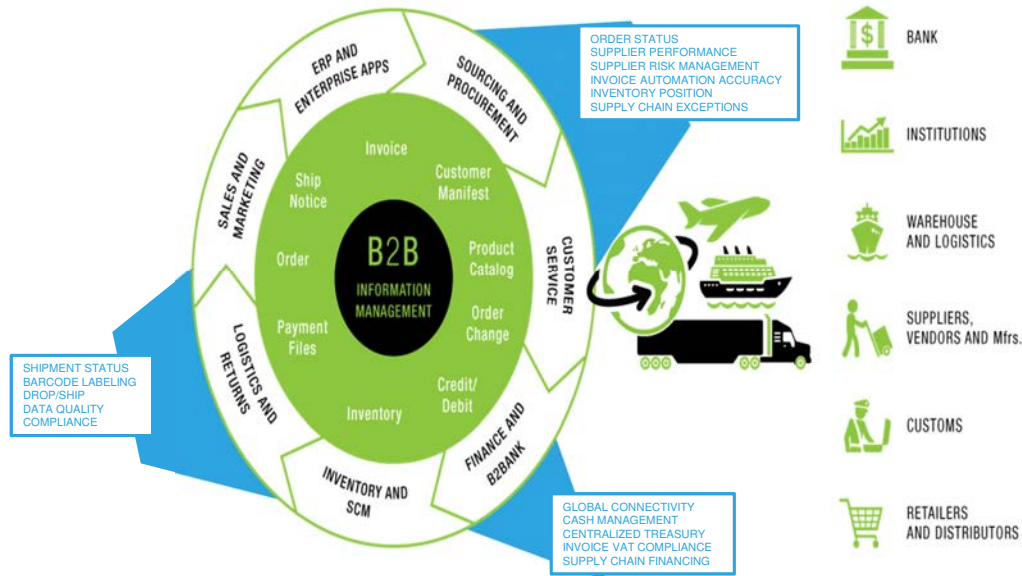 ERP AND
ENTERPRISE APPS
SOURCING AND
PROCUREMENT
CUSTOMER
SERVICE
FINANCE AND
B2BANK
INVENTORY AND
SCM
LOGISTICS AND
RETURNS
SALES AND
MARKETING
Invoice
Customer
Manifest
Product
Catalog
Order
Change
Credit/
Debit
Inventory
Payment
Files
Order
Ship
Notice
B2B
INFORMATION
MANAGEMENT
ORDER STATUS
SUPPLIER PERFORMANCE
SUPPLIER RISK MANAGEMENT
INVOICE AUTOMATION ACCURACY
INVENTORY POSITION
SUPPLY CHAIN EXCEPTIONS
SHIPMENT STATUS
BARCODE LABELING
DROP/SHIP
DATA QUALITY
COMPLIANCE
GLOBAL CONNECTIVITY
CASH MANAGEMENT
CENTRALIZED TREASURY
INVOICE VAT COMPLIANCE
SUPPLY CHAIN FINANCING
$
BANK
INSTITUTIONS
WAREHOUSE
AND LOGISTICS
SUPPLIERS,
VENDORS AND Mfrs.
CUSTOMS
RETAILERS
AND DISTRIBUTORS